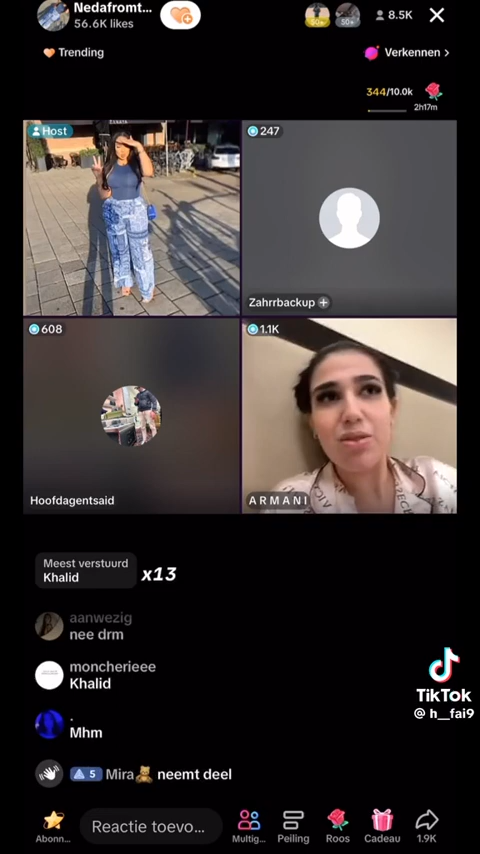 Nedafromt...
56.6K likes
50+
50+
8.5K
Trending
Verkennen >
344/10.0k
2h17m
Host
247
Zahrrbackup
608
1.1K
Hoofdagentsaid
ARMANI
Meest verstuurd
Khalid
x13
aanwezig
nee drm
moncherieee
Khalid
.
Mhm
5 Mira🧸 neemt deel
TikTok
@ h__fai9
Abonn...
Reactie toevo...
Multig...
Peiling
Roos
Cadeau
1.9K